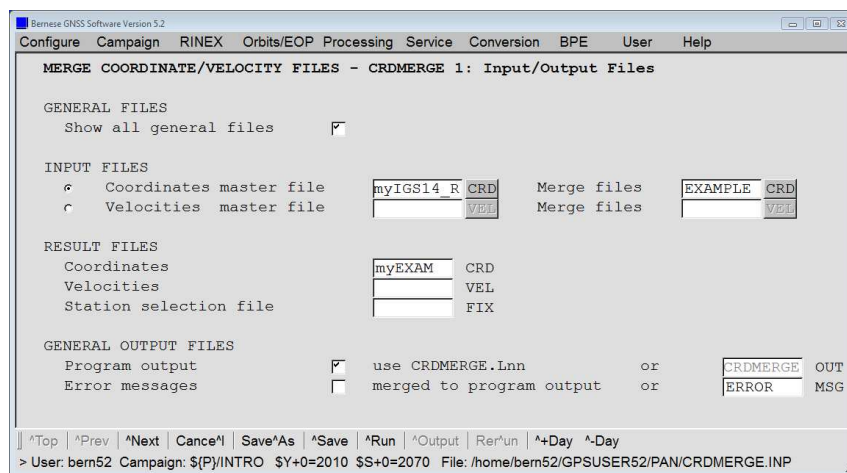 Bernese GNSS Software Version 5.2
Configure Campaign RINEX Orbits/EOP Processing Service Conversion BPE User Help
MERGE COORDINATE/VELOCITY FILES - CRDMERGE 1: Input/Output Files
GENERAL FILES
Show all general files
INPUT FILES
Coordinates master file myIGS14_R CRD Merge files EXAMPLE CRD
Velocities master file VEL Merge files VEL
RESULT FILES
Coordinates myEXAM CRD
Velocities VEL
Station selection file FIX
GENERAL OUTPUT FILES
Program output use CRDMERGE.Lnn or CRDMERGE OUT
Error messages merged to program output or ERROR MSG
^Top | ^Prev | ^Next | Cance^l | Save^As | ^Save | ^Run | ^Output | Rer^un | ^+Day ^-Day
> User: bern52 Campaign: ${P}/INTRO $Y+0=2010 $S+0=2070 File: /home/bern52/GPSUSER52/PAN/CRDMERGE.INP